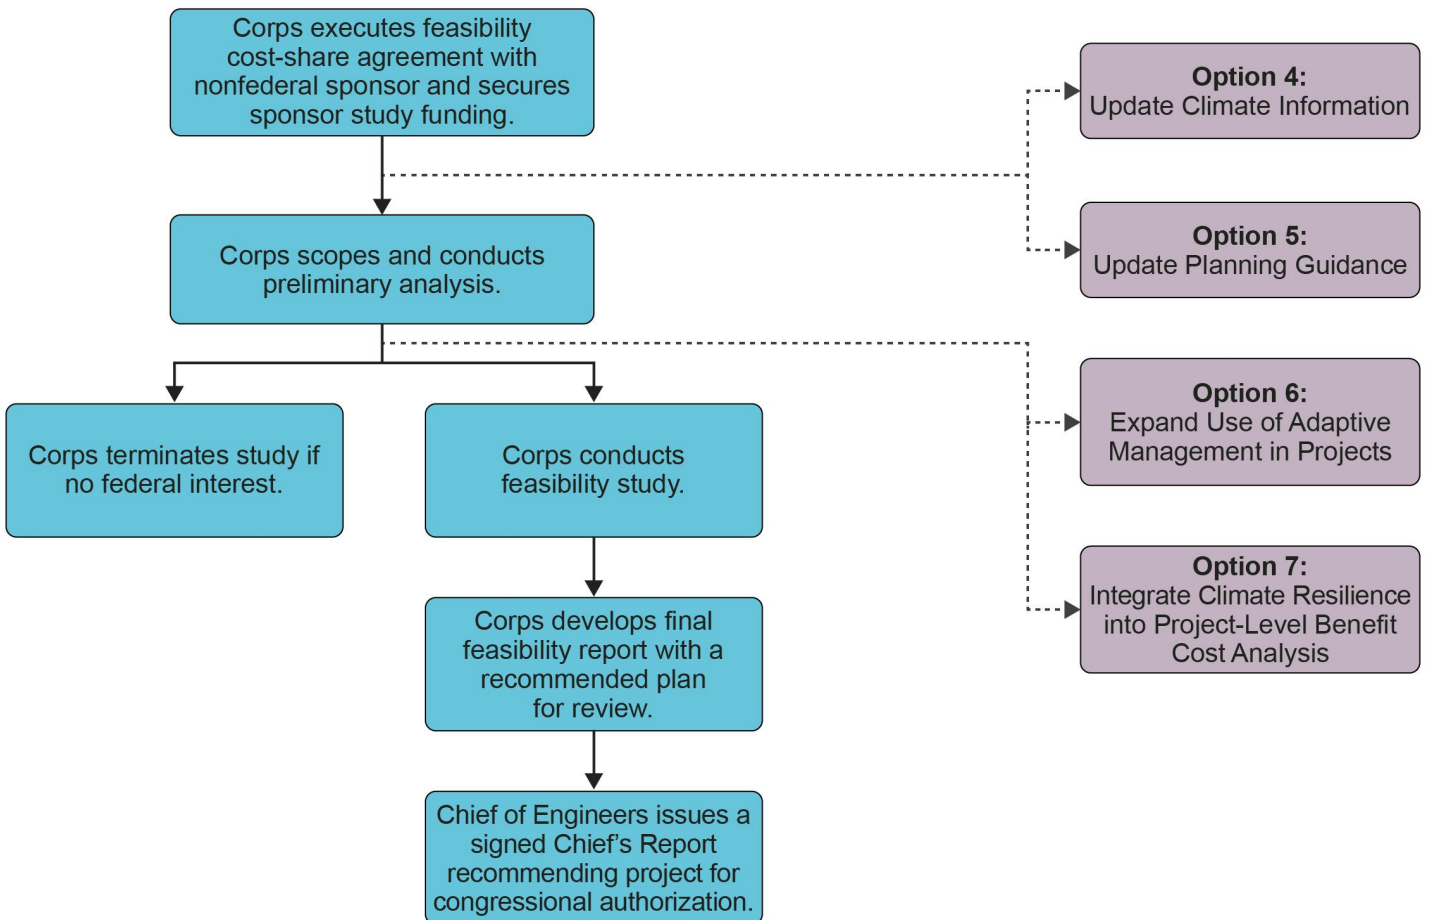 Corps executes feasibility
cost-share agreement with
nonfederal sponsor and secures
sponsor study funding.
Option 4:
Update Climate Information
Option 5:
Update Planning Guidance
Corps scopes and conducts
preliminary analysis.
Option 6:
Expand Use of Adaptive
Management in Projects
Corps terminates study if
no federal interest.
Corps conducts
feasibility study.
Option 7:
Integrate Climate Resilience
into Project-Level Benefit
Cost Analysis
Corps develops final
feasibility report with a
recommended plan
for review.
Chief of Engineers issues a
signed Chief’s Report
recommending project for
congressional authorization.